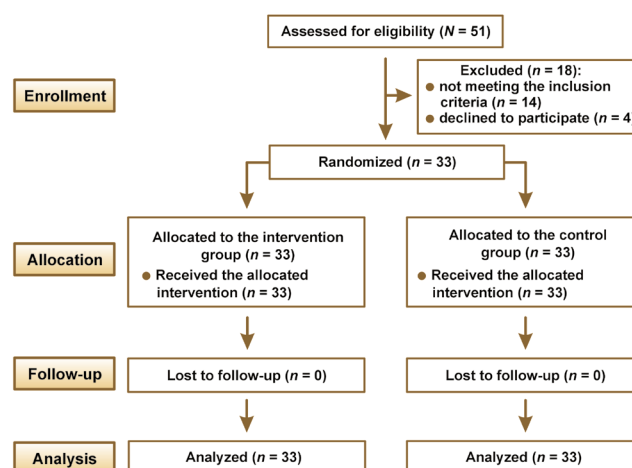 Assessed for eligibility (N = 51)
Enrollment
Excluded (n = 18):
● not meeting the inclusion
criteria (n = 14)
● declined to participate (n = 4)
Randomized (n = 33)
Allocation
Allocated to the intervention
group (n = 33)
● Received the allocated
intervention (n = 33)
Allocated to the control
group (n = 33)
● Received the allocated
intervention (n = 33)
Follow-up
Lost to follow-up (n = 0)
Lost to follow-up (n = 0)
Analysis
Analyzed (n = 33)
Analyzed (n = 33)